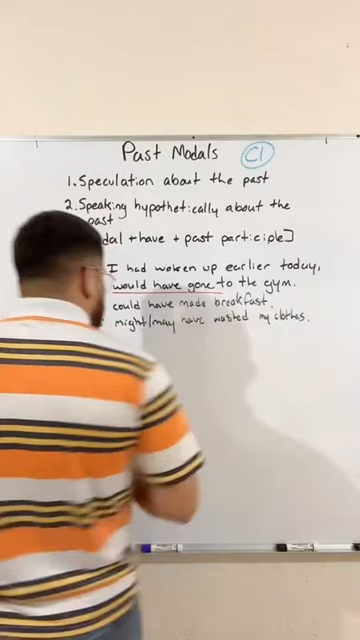 Past Modals C1
1. Speculation about the past
2. Speaking hypothetically about the
past
dal + have + past participle]
I had woken up earlier today,
would have gone to the gym.
could have made breakfast.
might/may have washed my clothes.